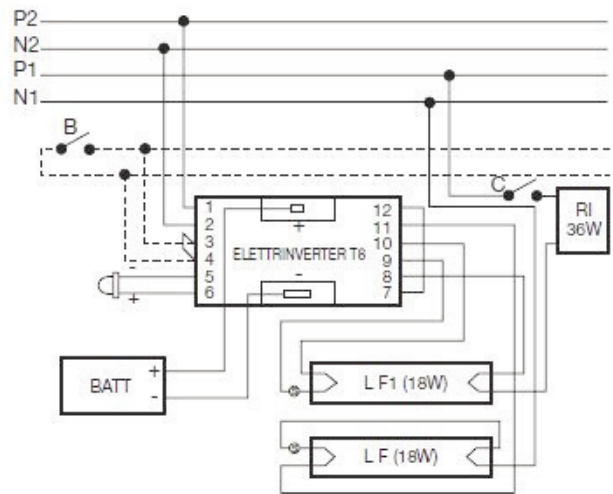 P2
N2
P1
N1
B
C
RI
36W
1
2
3
4
5
6
-
+
+
ELETTRINVERTER T6
-
12
11
10
9
8
7
BATT
+
-
L F1 (18W)
L F (18W)